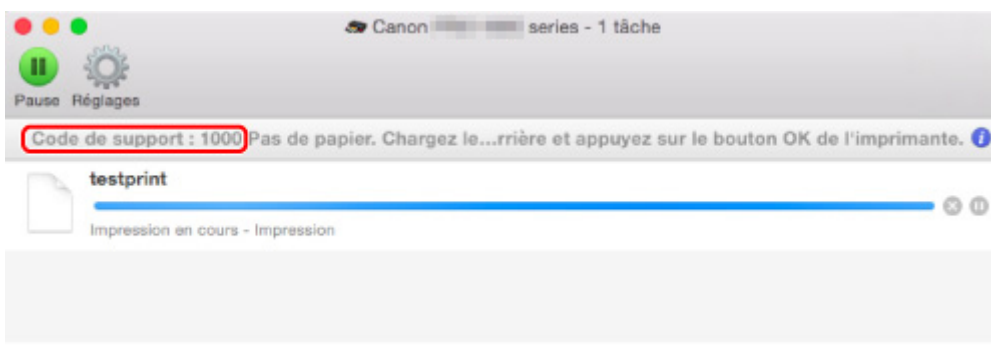 Canon series - 1 tâche
Pause Réglages
Code de support : 1000 Pas de papier. Chargez le...rrière et appuyez sur le bouton OK de l'imprimante.
testprint
Impression en cours - Impression